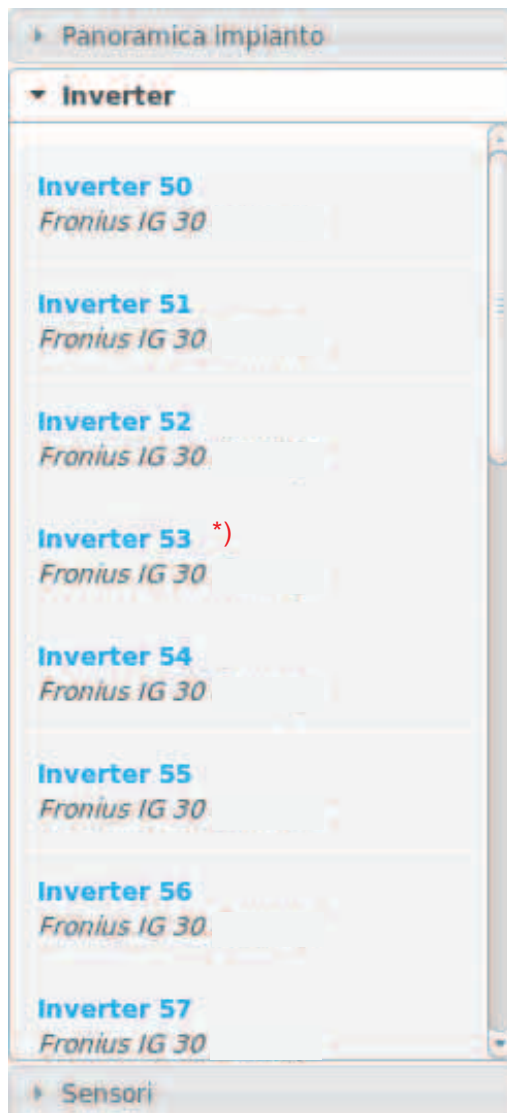 Panoramica impianto
Inverter
Inverter 50
Fronius IG 30
Inverter 51
Fronius IG 30
Inverter 52
Fronius IG 30
Inverter 53 *)
Fronius IG 30
Inverter 54
Fronius IG 30
Inverter 55
Fronius IG 30
Inverter 56
Fronius IG 30
Inverter 57
Fronius IG 30
Sensori